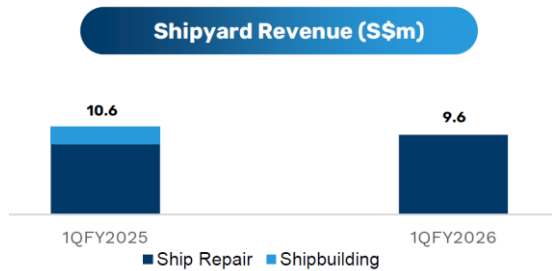 Shipyard Revenue (S$m)
10.6
9.6
1QFY2025
1QFY2026
Ship Repair Shipbuilding